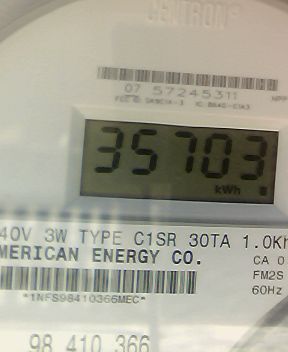 CENTRON®
07 57245311
35703
kWh
40V 3W TYPE C1SR 30TA 1.0Kh
MERICAN ENERGY CO.
CA 0
FM2S
60Hz
*1NFS98410366MEC*
98 410 366